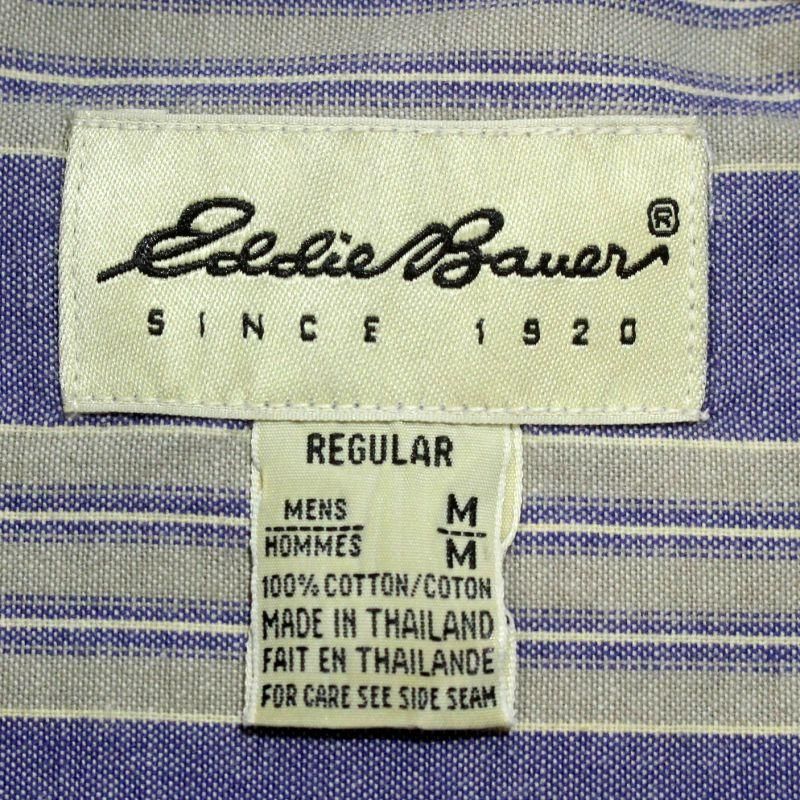 Eddie Bauer®
SINCE 1920
REGULAR
MENS M
HOMMES M
100% COTTON/COTON
MADE IN THAILAND
FAIT EN THAILANDE
FOR CARE SEE SIDE SEAM